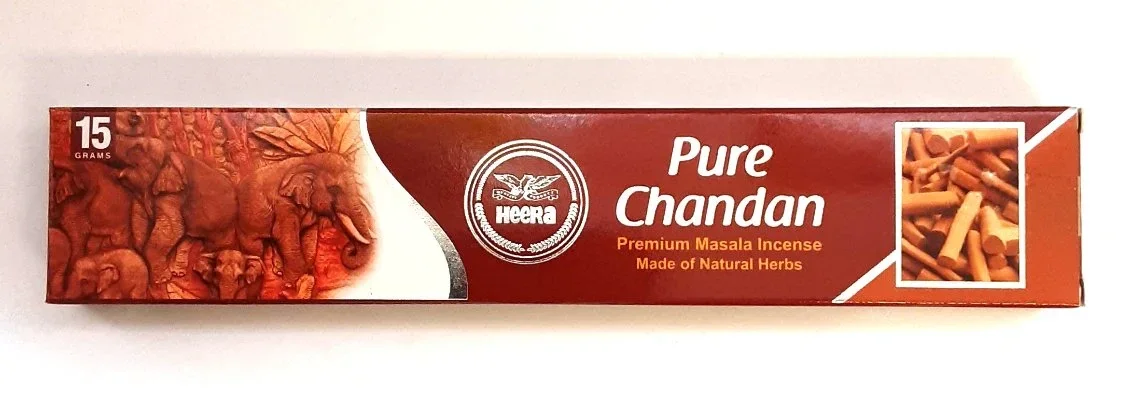 15
GRAMS
HEERA
Pure
Chandan
Premium Masala Incense
Made of Natural Herbs